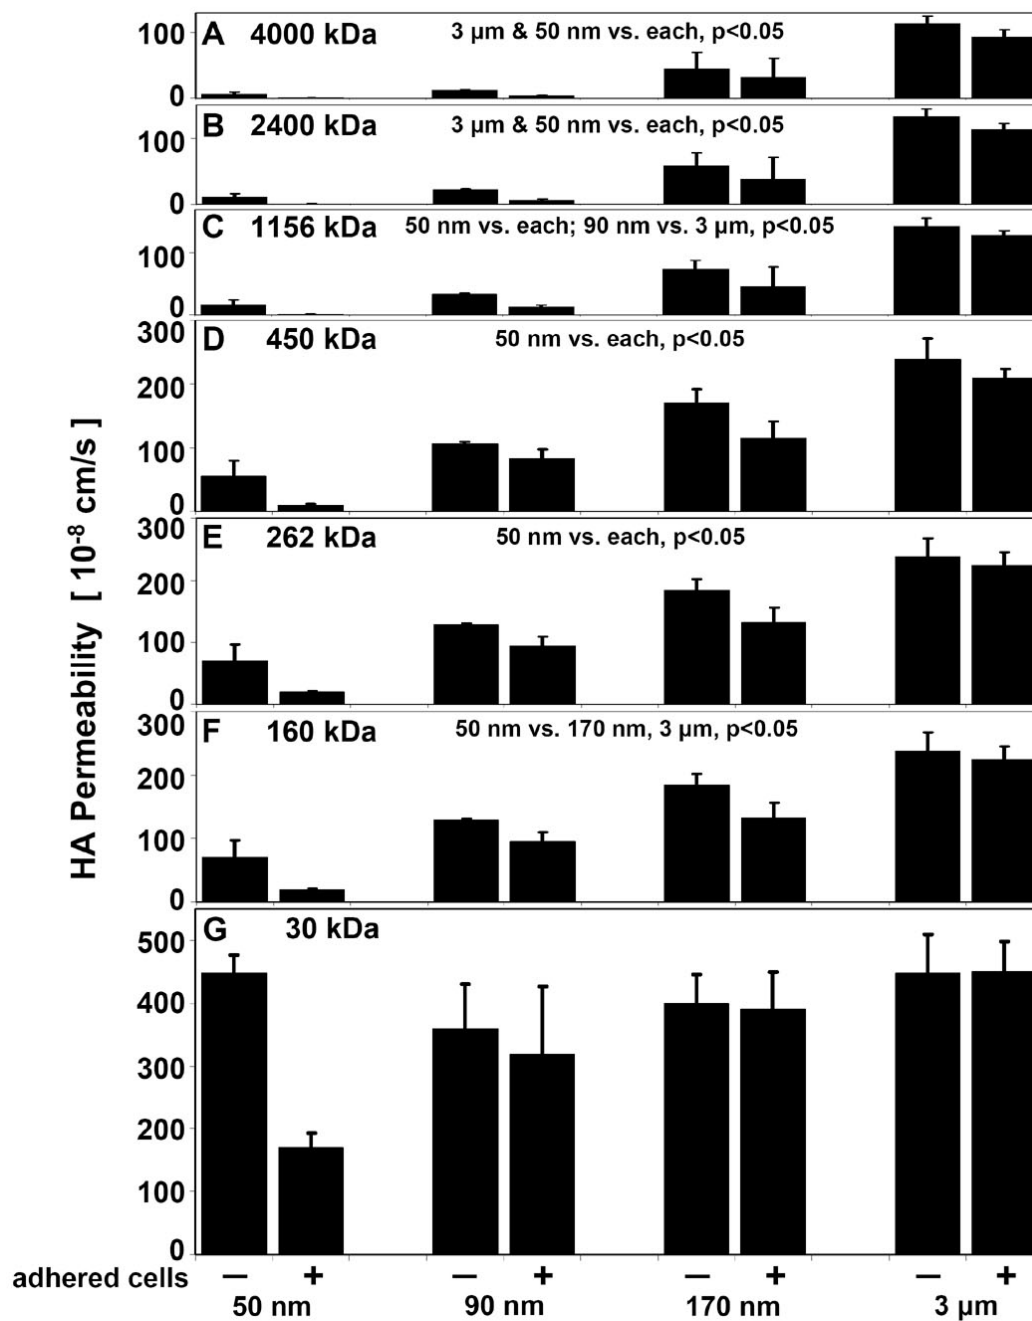 A 4000 kDa 3 µm & 50 nm vs. each, p<0.05
100
0
B 2400 kDa 3 µm & 50 nm vs. each, p<0.05
100
0
C 1156 kDa 50 nm vs. each; 90 nm vs. 3 µm, p<0.05
100
0
D 450 kDa 50 nm vs. each, p<0.05
300
200
100
0
E 262 kDa 50 nm vs. each, p<0.05
300
200
100
0
F 160 kDa 50 nm vs. 170 nm, 3 µm, p<0.05
300
200
100
0
G 30 kDa
500
400
300
200
100
0
HA Permeability [ 10-8 cm/s ]
adhered cells – + – + – + – +
50 nm 90 nm 170 nm 3 µm